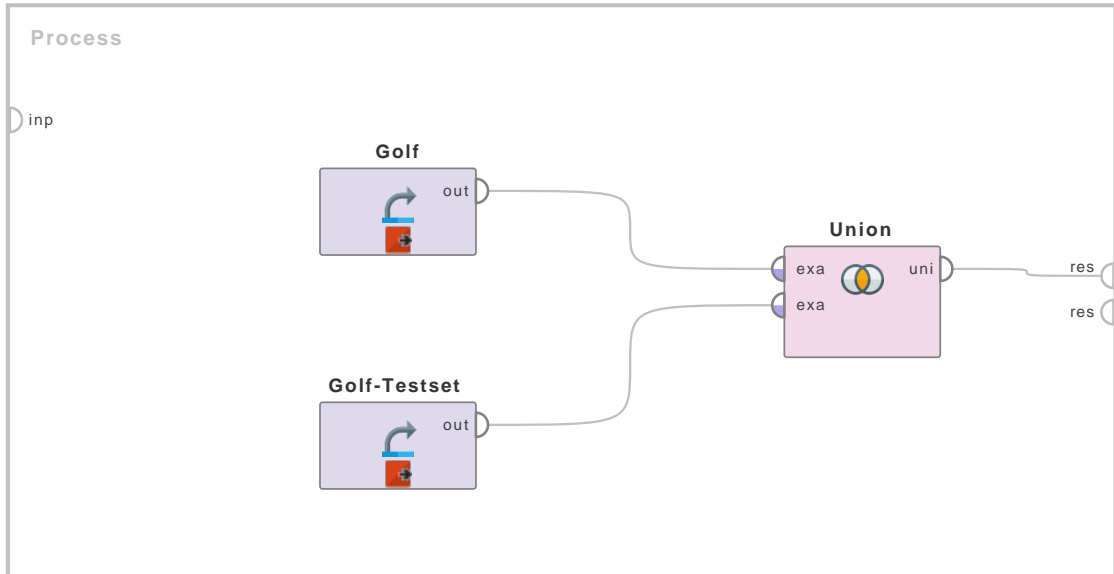 Process
inp
Golf
out
Union
exa
uni
res
exa
res
Golf-Testset
out